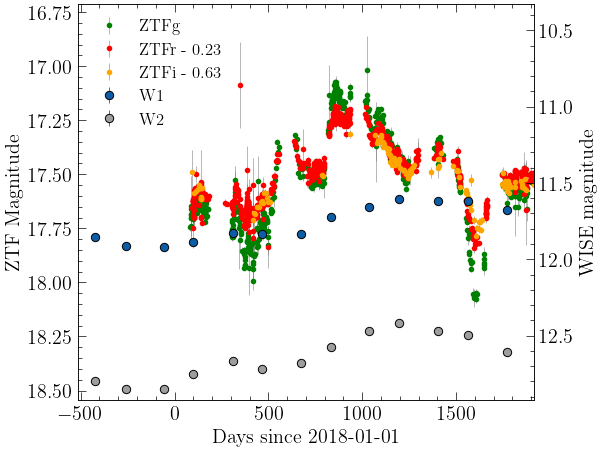 ZTFg
ZTFr - 0.23
ZTFi - 0.63
W1
W2
ZTF Magnitude
16.75
17.00
17.25
17.50
17.75
18.00
18.25
18.50
WISE magnitude
10.5
11.0
11.5
12.0
12.5
−500
0
500
1000
1500
Days since 2018-01-01